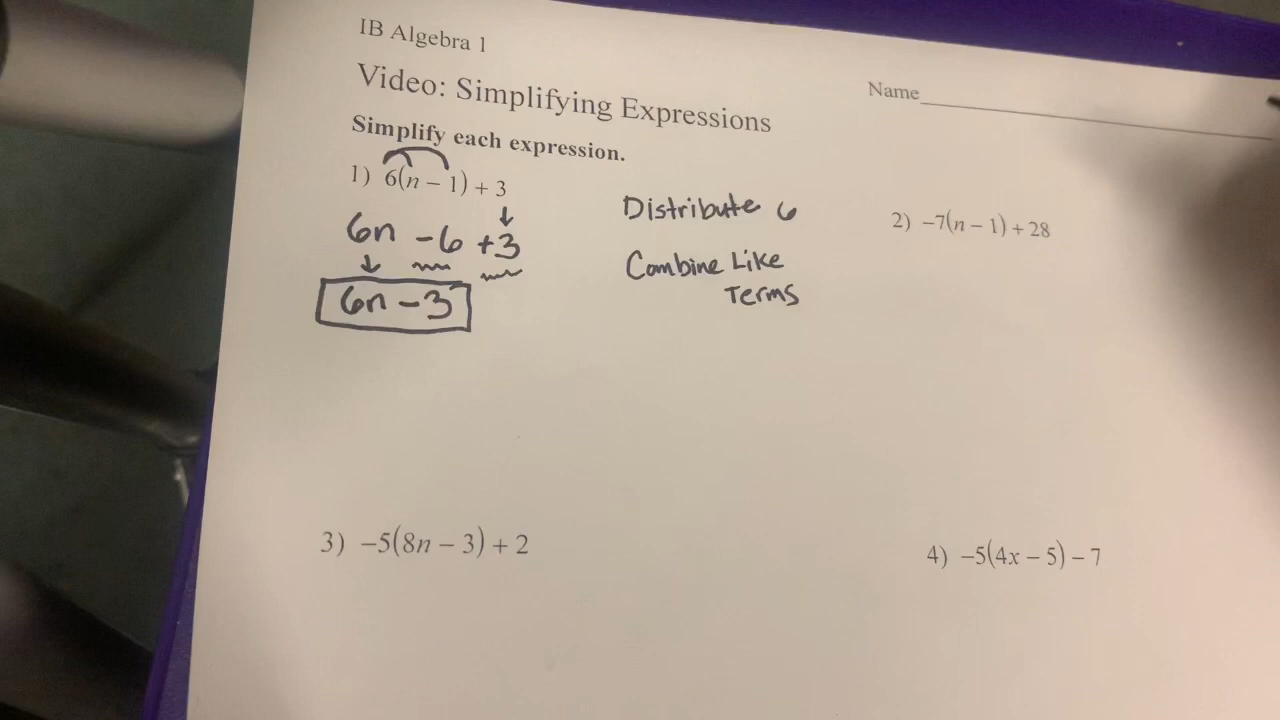 IB Algebra 1
Name
Video: Simplifying Expressions
Simplify each expression.
1) 6(n − 1) + 3
6n − 6 + 3
6n − 3
Distribute 6
Combine Like
Terms
2) −7(n − 1) + 28
3) −5(8n − 3) + 2
4) −5(4x − 5) − 7